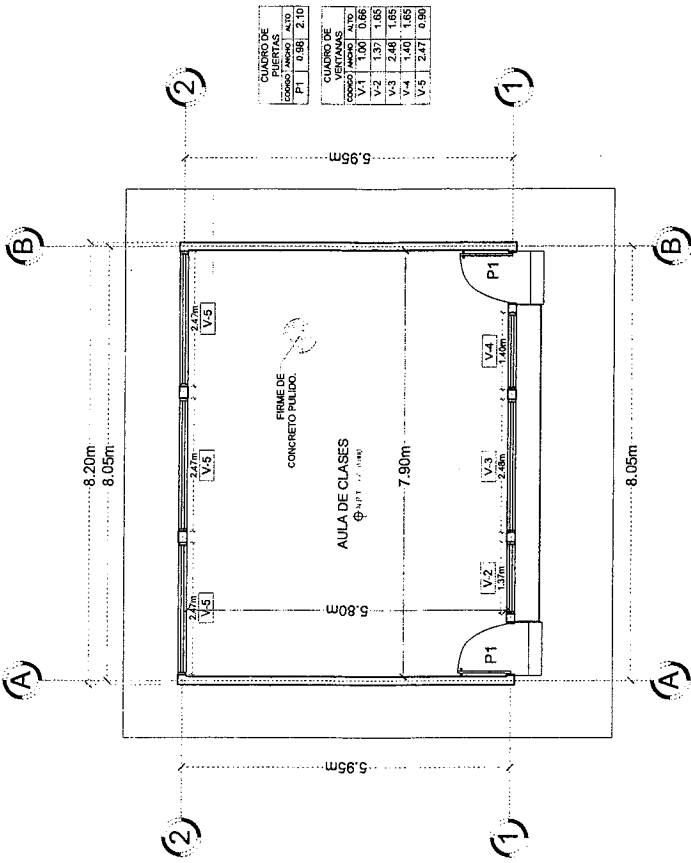 CUADRO DE
PUERTAS
CODIGO ANCHO ALTO
P1 0.98 2.10
CUADRO DE
VENTANAS
CODIGO ANCHO ALTO
V-1 1.00 0.66
V-2 1.37 1.65
V-3 2.48 1.65
V-4 1.40 1.65
V-5 2.47 0.90
A
B
8.20m
8.05m
2
2
2.47m
2.47m
2.47m
V-5
V-5
V-5
5.95m
5.95m
FIRME DE
CONCRETO PULIDO.
AULA DE CLASES
N.P.T.
7.90m
5.80m
V-2
V-3
V-4
1.37m
2.48m
1.40m
P1
P1
1
1
8.05m
A
B